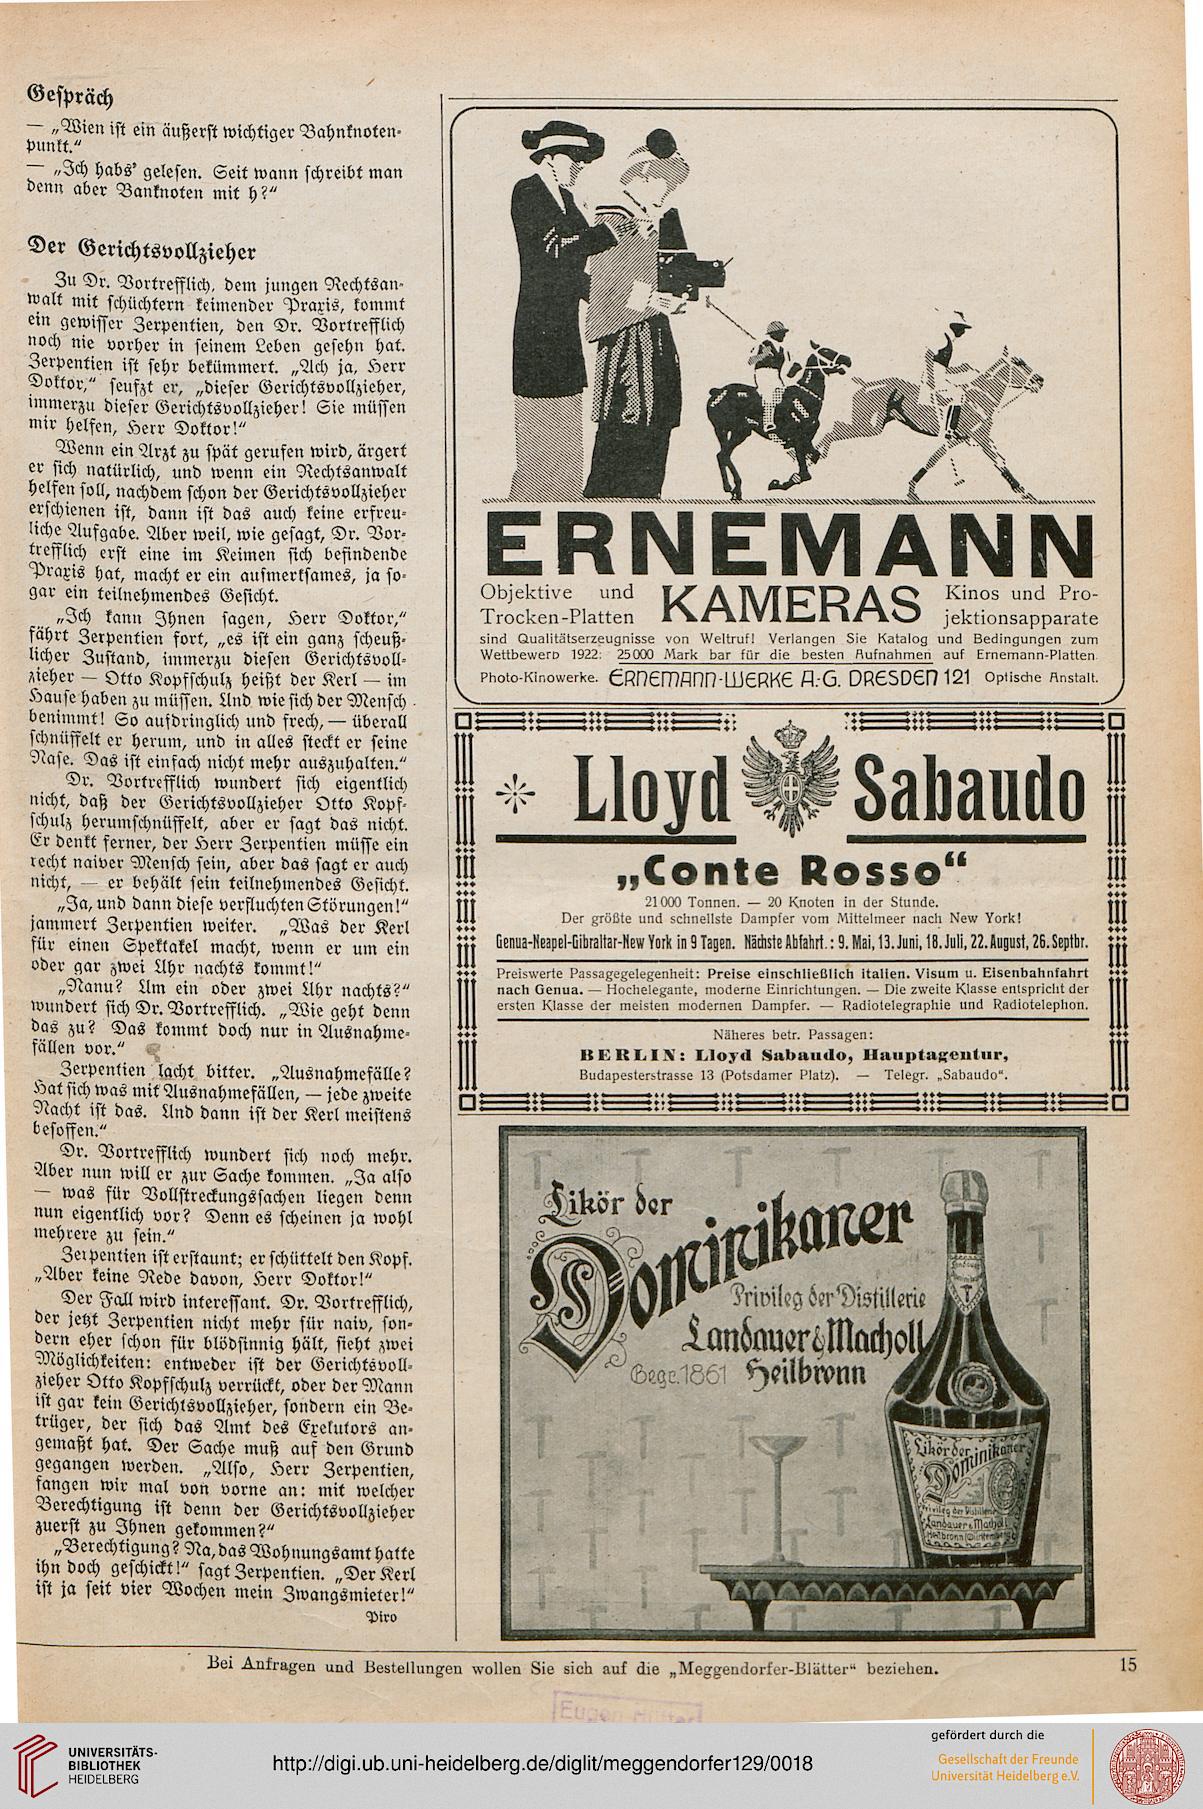 Gespräch
— „Wien ist ein äußerst wichtiger Bahnknoten-
punkt.“
— „Ich habs’ gelesen. Seit wann schreibt man
denn aber Banknoten mit h?“
Der Gerichtsvollzieher
Zu Dr. Vortrefflich, dem jungen Rechtsan-
walt mit schüchtern keimender Praxis, kommt
ein gewisser Zerpentien, den Dr. Vortrefflich
noch nie vorher in seinem Leben gesehn hat.
Zerpentien ist sehr bekümmert. „Ach ja, Herr
Doktor,“ seufzt er, „dieser Gerichtsvollzieher,
immerzu dieser Gerichtsvollzieher! Sie müssen
mir helfen, Herr Doktor!“
Wenn ein Arzt zu spät gerufen wird, ärgert
er sich natürlich, und wenn ein Rechtsanwalt
helfen soll, nachdem schon der Gerichtsvollzieher
erschienen ist, dann ist das auch keine erfreu-
liche Aufgabe. Aber weil, wie gesagt, Dr. Vor-
trefflich erst eine im Keimen sich befindende
Praxis hat, macht er ein aufmerksames, ja so-
gar ein teilnehmendes Gesicht.
„Ich kann Ihnen sagen, Herr Doktor,“
fährt Zerpentien fort, „es ist ein ganz scheuß-
licher Zustand, immerzu diesen Gerichtsvoll-
zieher — Otto Kopfschulz heißt der Kerl — im
Hause haben zu müssen. Und wie sich der Mensch
benimmt! So aufdringlich und frech, — überall
schnüffelt er herum, und in alles steckt er seine
Nase. Das ist einfach nicht mehr auszuhalten.“
Dr. Vortrefflich wundert sich eigentlich
nicht, daß der Gerichtsvollzieher Otto Kopf-
schulz herumschnüffelt, aber er sagt das nicht.
Er denkt ferner, der Herr Zerpentien müsse ein
recht naiver Mensch sein, aber das sagt er auch
nicht, — er behält sein teilnehmendes Gesicht.
„Ja, und dann diese verfluchten Störungen!“
jammert Zerpentien weiter. „Was der Kerl
für einen Spektakel macht, wenn er um ein
oder gar zwei Uhr nachts kommt!“
„Nanu? Um ein oder zwei Uhr nachts?“
wundert sich Dr. Vortrefflich. „Wie geht denn
das zu? Das kommt doch nur in Ausnahme-
fällen vor.“
Zerpentien lacht bitter. „Ausnahmefälle?
Hat sich was mit Ausnahmefällen, — jede zweite
Nacht ist das. Und dann ist der Kerl meistens
besoffen.“
Dr. Vortrefflich wundert sich noch mehr.
Aber nun will er zur Sache kommen. „Ja also
— was für Vollstreckungssachen liegen denn
nun eigentlich vor? Denn es scheinen ja wohl
mehrere zu sein.“
Zerpentien ist erstaunt; er schüttelt den Kopf.
„Aber keine Rede davon, Herr Doktor!“
Der Fall wird interessant. Dr. Vortrefflich,
der jetzt Zerpentien nicht mehr für naiv, son-
dern eher schon für blödsinnig hält, sieht zwei
Möglichkeiten: entweder ist der Gerichtsvoll-
zieher Otto Kopfschulz verrückt, oder der Mann
ist gar kein Gerichtsvollzieher, sondern ein Be-
trüger, der sich das Amt des Exekutors an-
gemaßt hat. Der Sache muß auf den Grund
gegangen werden. „Also, Herr Zerpentien,
fangen wir mal von vorne an: mit welcher
Berechtigung ist denn der Gerichtsvollzieher
zuerst zu Ihnen gekommen?“
„Berechtigung? Na, das Wohnungsamt hatte
ihn doch geschickt!“ sagt Zerpentien. „Der Kerl
ist ja seit vier Wochen mein Zwangsmieter!“
Piro
ERNEMANN
Objektive und
Trocken-Platten
KAMERAS
Kinos und Pro-
jektionsapparate
sind Qualitätserzeugnisse von Weltruf! Verlangen Sie Katalog und Bedingungen zum
Wettbewerb 1922: 25000 Mark bar für die besten Aufnahmen auf Ernemann-Platten
Photo-Kinowerke. ERNEMANN-WERKE A.-G. DRESDEN 121 Optische Anstalt.
Lloyd Sabaudo
„Conte Rosso“
21000 Tonnen. — 20 Knoten in der Stunde.
Der größte und schnellste Dampfer vom Mittelmeer nach New York!
Genua-Neapel-Gibraltar-New York in 9 Tagen. Nächste Abfahrt.: 9. Mai, 13. Juni, 18. Juli, 22. August, 26. Septbr.
Preiswerte Passagegelegenheit: Preise einschließlich italien. Visum u. Eisenbahnfahrt
nach Genua. — Hochelegante, moderne Einrichtungen. — Die zweite Klasse entspricht der
ersten Klasse der meisten modernen Dampfer. — Radiotelegraphie und Radiotelephon.
Näheres betr. Passagen:
BERLIN: Lloyd Sabaudo, Hauptagentur,
Budapesterstrasse 13 (Potsdamer Platz). — Telegr. „Sabaudo“.
Likör der
Dominikaner
Privileg der Distillerie
Landauer & Macholl
Gegr. 1861 Heilbronn
Likör der
Dominikaner
Privileg der Distillerie
Landauer & Macholl
Heilbronn
Bei Anfragen und Bestellungen wollen Sie sich auf die „Meggendorfer-Blätter“ beziehen.
15
Eugen
UNIVERSITÄTS-
BIBLIOTHEK
HEIDELBERG
http://digi.ub.uni-heidelberg.de/diglit/meggendorfer129/0018
gefördert durch die
Gesellschaft der Freunde
Universität Heidelberg e.V.